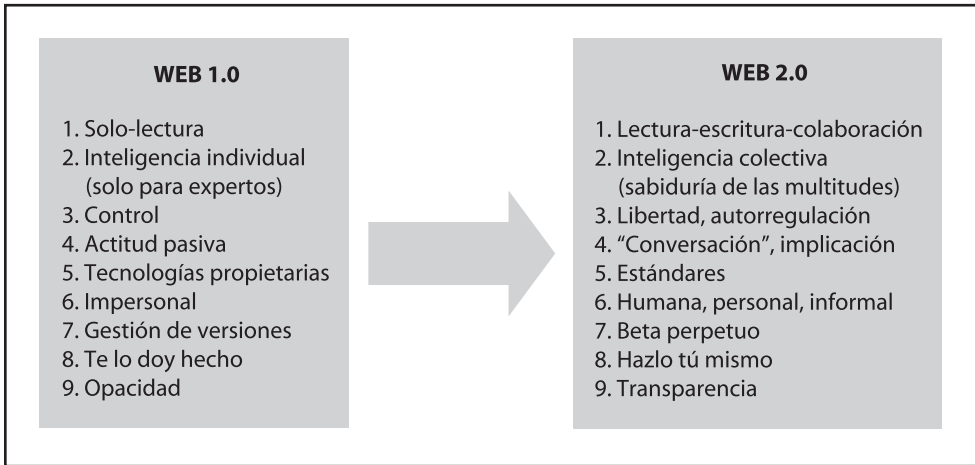 WEB 1.0
1. Solo-lectura
2. Inteligencia individual
(solo para expertos)
3. Control
4. Actitud pasiva
5. Tecnologías propietarias
6. Impersonal
7. Gestión de versiones
8. Te lo doy hecho
9. Opacidad
WEB 2.0
1. Lectura-escritura-colaboración
2. Inteligencia colectiva
(sabiduría de las multitudes)
3. Libertad, autorregulación
4. “Conversación”, implicación
5. Estándares
6. Humana, personal, informal
7. Beta perpetuo
8. Hazlo tú mismo
9. Transparencia